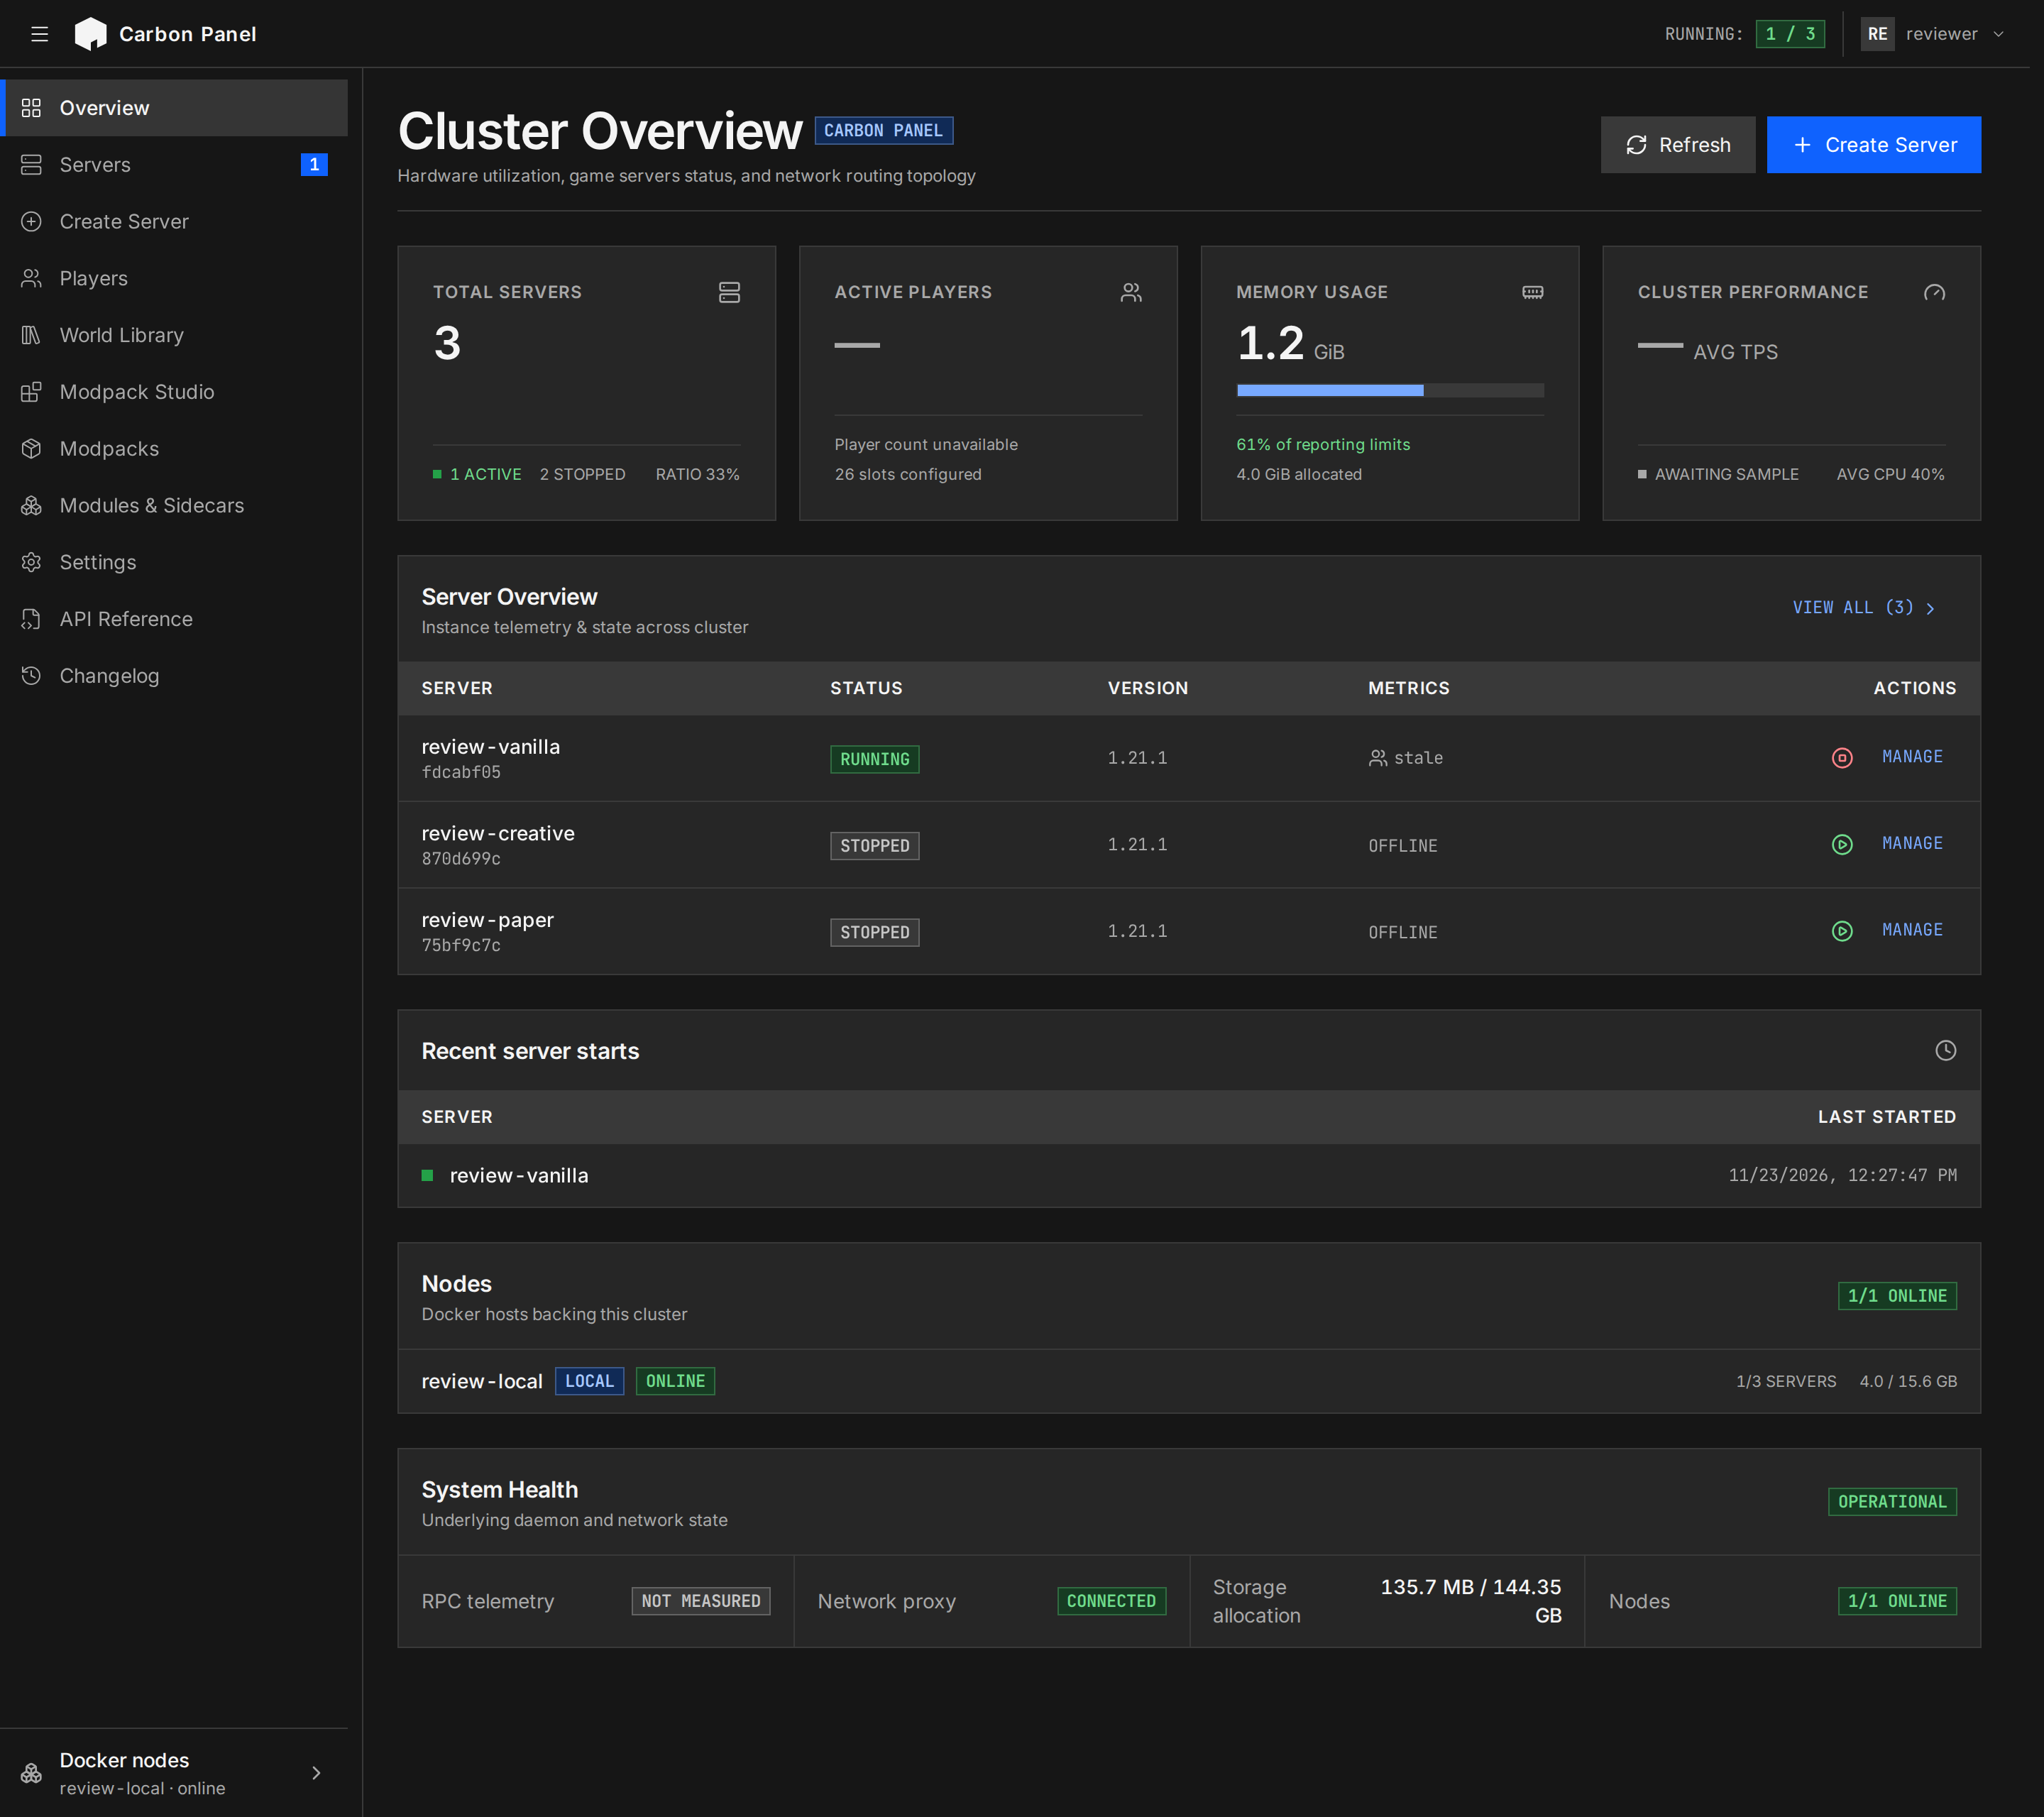 Carbon Panel
RUNNING: 1 / 3
RE reviewer
Overview
Servers 1
Create Server
Players
World Library
Modpack Studio
Modpacks
Modules & Sidecars
Settings
API Reference
Changelog
Docker nodes
review-local · online
Cluster Overview CARBON PANEL
Hardware utilization, game servers status, and network routing topology
Refresh
Create Server
TOTAL SERVERS
3
1 ACTIVE 2 STOPPED RATIO 33%
ACTIVE PLAYERS
—
Player count unavailable
26 slots configured
MEMORY USAGE
1.2 GiB
61% of reporting limits
4.0 GiB allocated
CLUSTER PERFORMANCE
— AVG TPS
AWAITING SAMPLE AVG CPU 40%
Server Overview
Instance telemetry & state across cluster
VIEW ALL (3)
SERVER STATUS VERSION METRICS ACTIONS
review-vanilla
fdcabf05
RUNNING 1.21.1 stale MANAGE
review-creative
870d699c
STOPPED 1.21.1 OFFLINE MANAGE
review-paper
75bf9c7c
STOPPED 1.21.1 OFFLINE MANAGE
Recent server starts
SERVER LAST STARTED
review-vanilla 11/23/2026, 12:27:47 PM
Nodes
Docker hosts backing this cluster
1/1 ONLINE
review-local LOCAL ONLINE 1/3 SERVERS 4.0 / 15.6 GB
System Health
Underlying daemon and network state
OPERATIONAL
RPC telemetry NOT MEASURED
Network proxy CONNECTED
Storage allocation
135.7 MB / 144.35 GB
Nodes 1/1 ONLINE